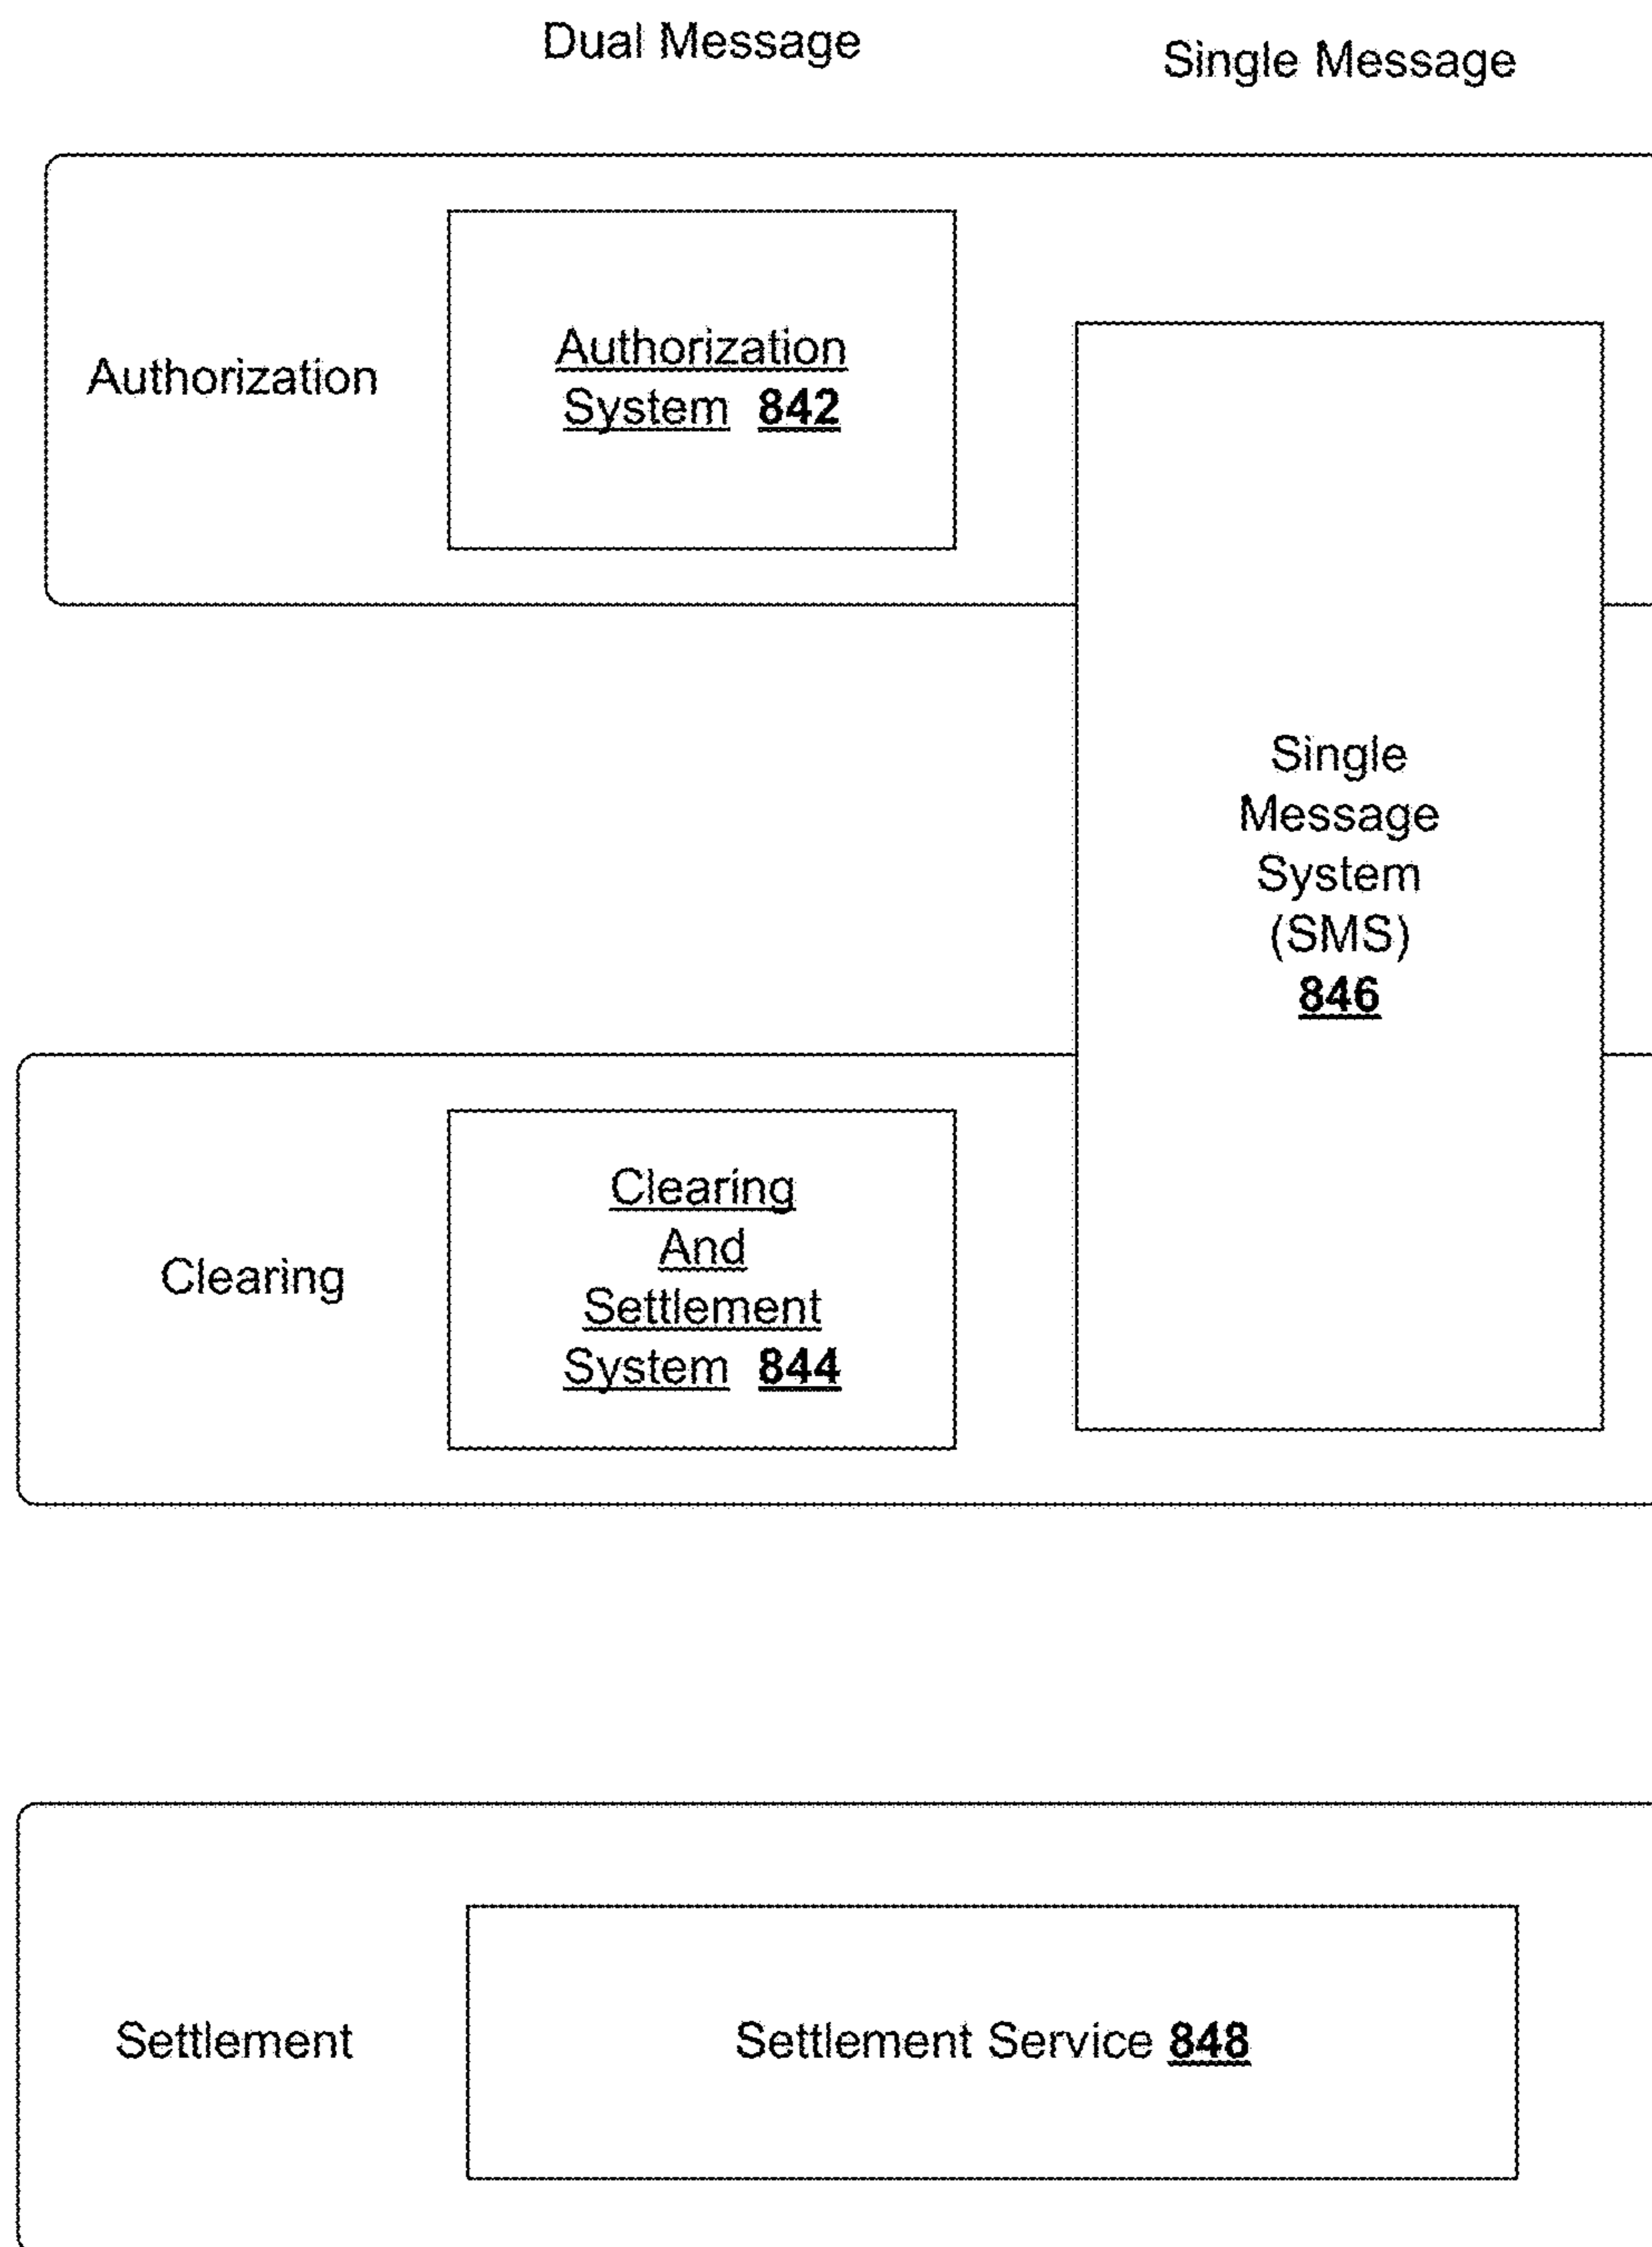 Dual Message
Single Message
Authorization
Authorization
System 842
Single
Message
System
(SMS)
846
Clearing
Clearing
And
Settlement
System 844
Settlement
Settlement Service 848